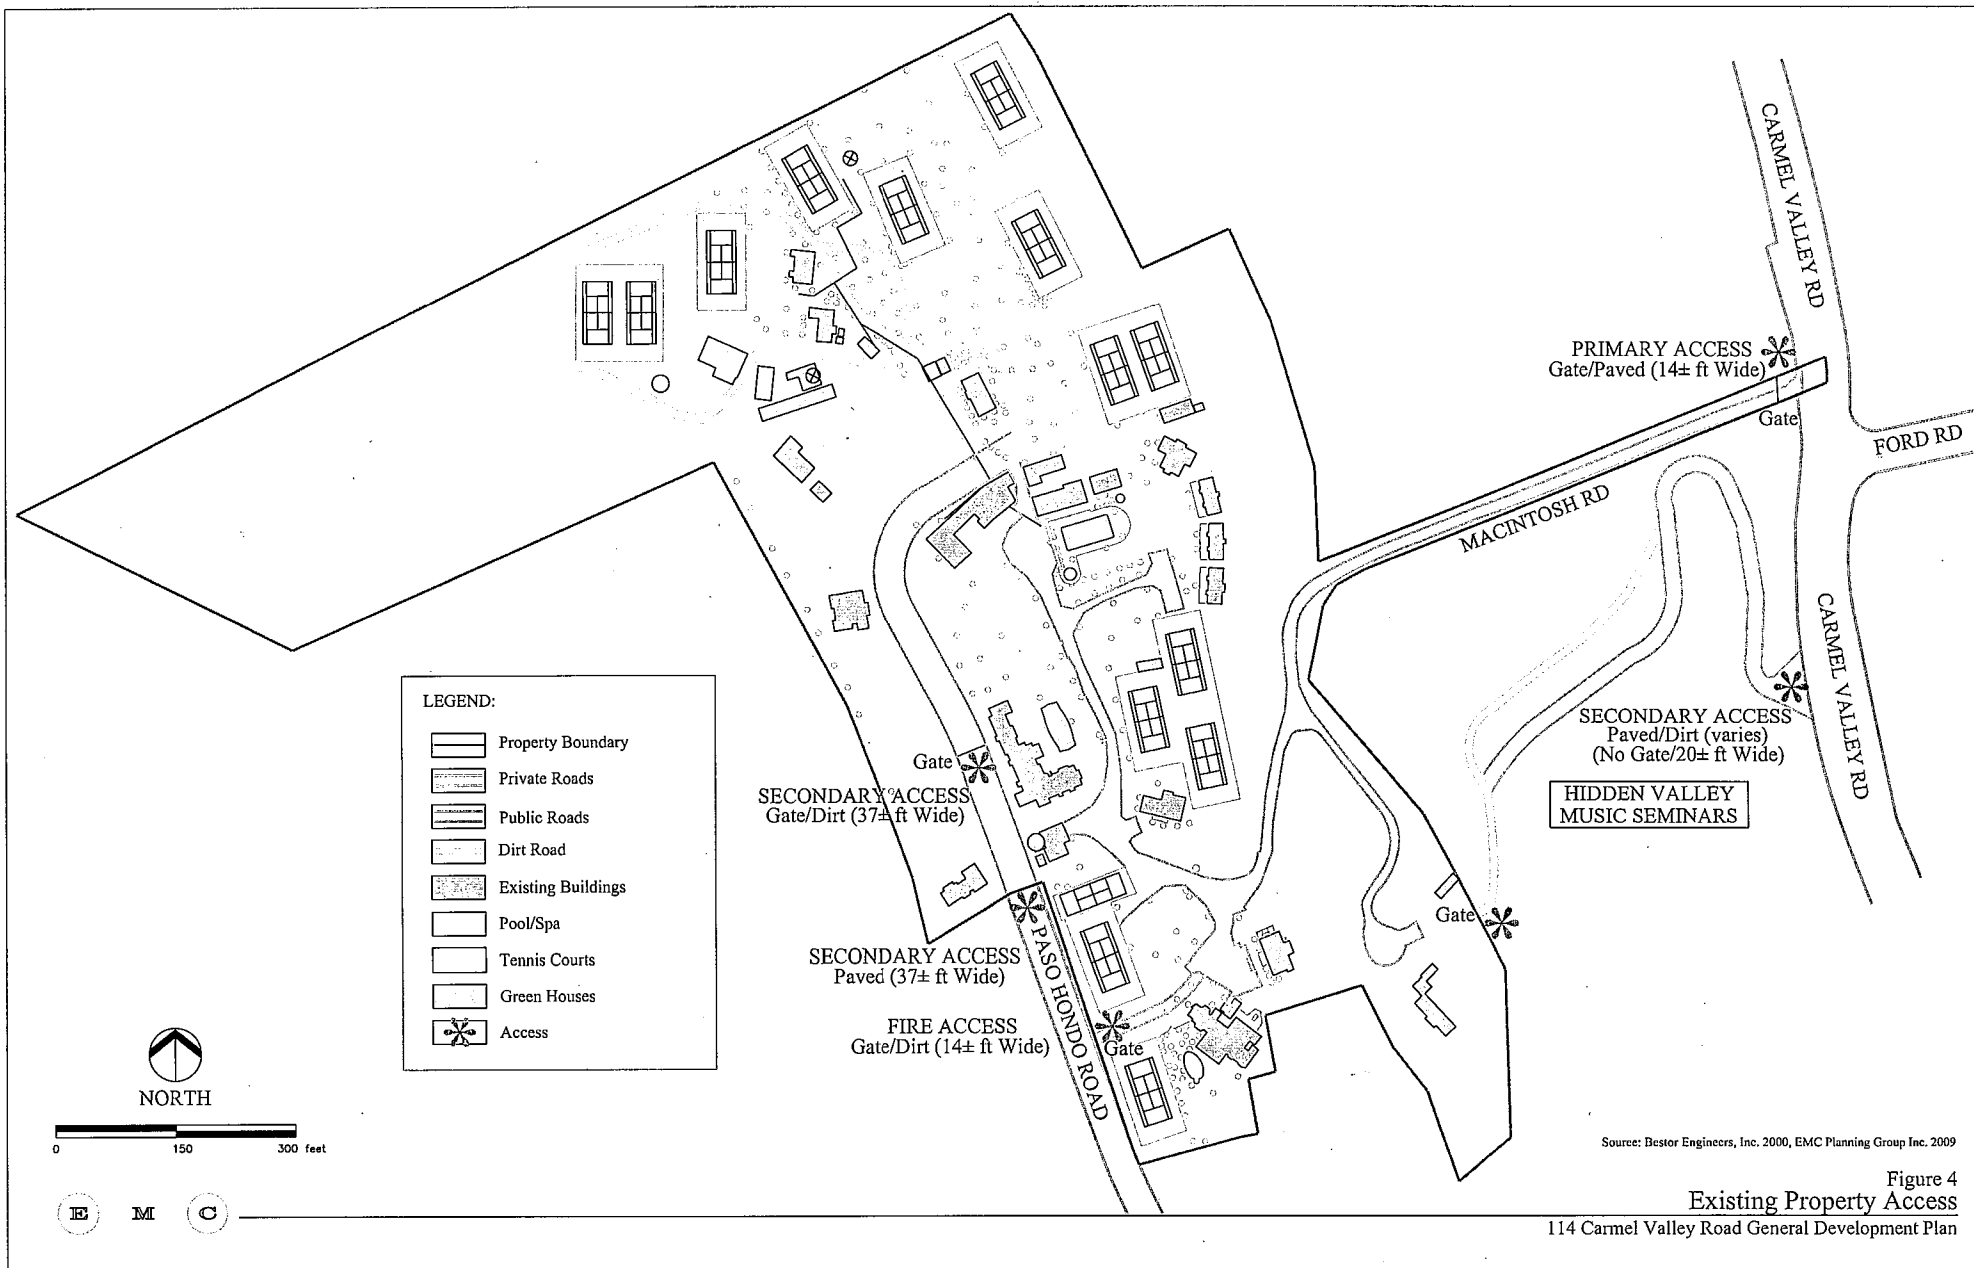 CARMEL VALLEY RD
PRIMARY ACCESS
Gate/Paved (14± ft Wide)
Gate
FORD RD
MACINTOSH RD
CARMEL VALLEY RD
SECONDARY ACCESS
Paved/Dirt (varies)
(No Gate/20± ft Wide)
HIDDEN VALLEY
MUSIC SEMINARS
Gate
Gate
SECONDARY ACCESS
Gate/Dirt (37± ft Wide)
SECONDARY ACCESS
Paved (37± ft Wide)
PASO HONDO ROAD
FIRE ACCESS
Gate/Dirt (14± ft Wide)
Gate
LEGEND:
Property Boundary
Private Roads
Public Roads
Dirt Road
Existing Buildings
Pool/Spa
Tennis Courts
Green Houses
Access
NORTH
0 150 300 feet
Source: Bestor Engineers, Inc. 2000, EMC Planning Group Inc. 2009
Figure 4
Existing Property Access
114 Carmel Valley Road General Development Plan
E M C